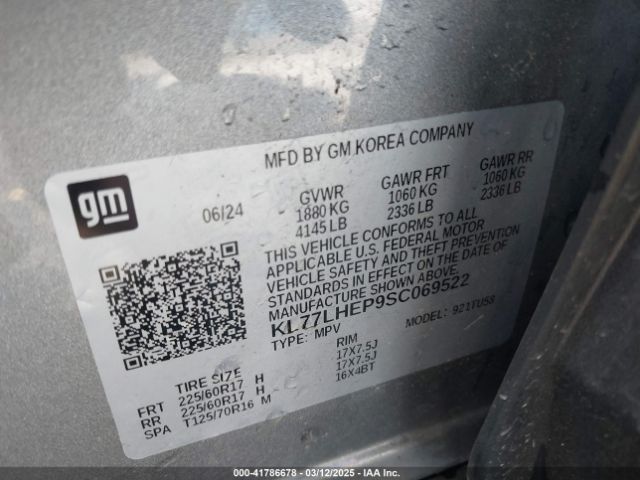 MFD BY GM KOREA COMPANY
gm
06/24
GVWR
1880 KG
4145 LB
GAWR FRT
1060 KG
2336 LB
GAWR RR
1060 KG
2336 LB
THIS VEHICLE CONFORMS TO ALL
APPLICABLE U.S. FEDERAL MOTOR
VEHICLE SAFETY AND THEFT PREVENTION
STANDARDS IN EFFECT ON THE DATE OF
MANUFACTURE SHOWN ABOVE.
KL77LHEP9SC069522
TYPE: MPV
MODEL: 921TU58
TIRE SIZE
RIM
FRT 225/60R17 H 17X7.5J
RR 225/60R17 H 17X7.5J
SPA T125/70R16 M 16X4BT
000-41786678 - 03/12/2025 - IAA Inc.